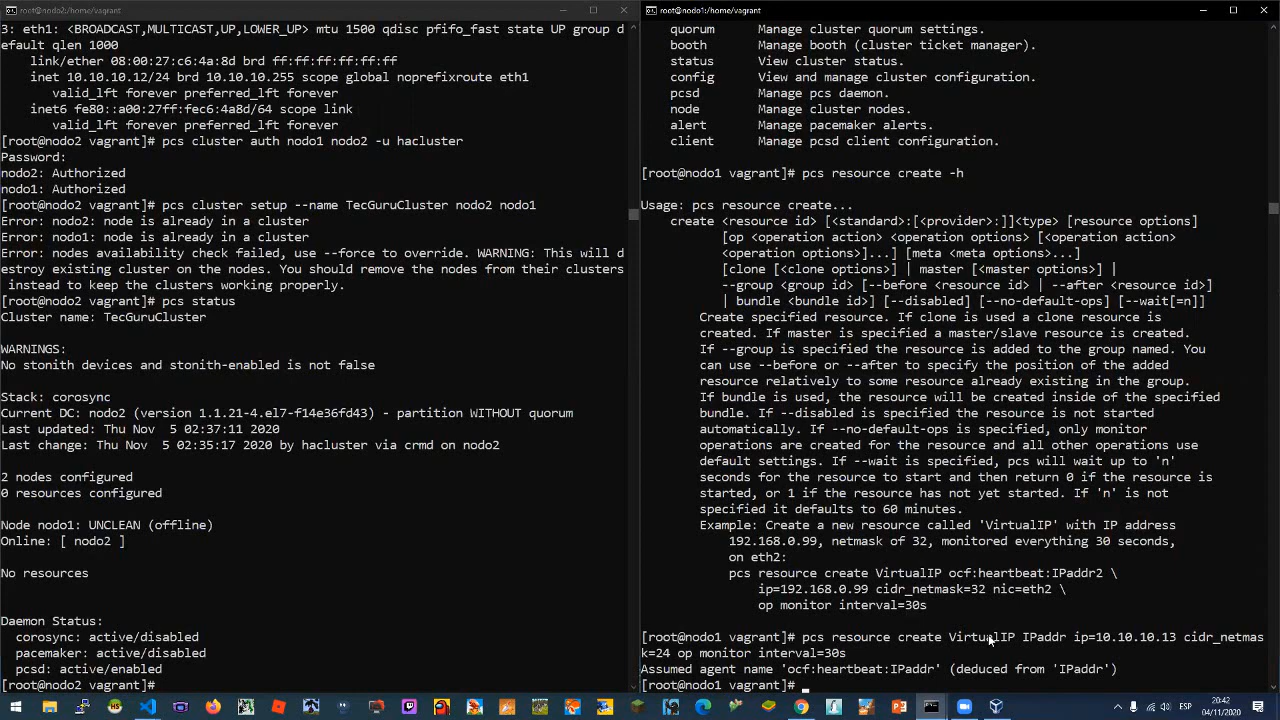 root@nodo2:/home/vagrant
3: eth1: <BROADCAST,MULTICAST,UP,LOWER_UP> mtu 1500 qdisc pfifo_fast state UP group d
efault qlen 1000
link/ether 08:00:27:c6:4a:8d brd ff:ff:ff:ff:ff:ff
inet 10.10.10.12/24 brd 10.10.10.255 scope global noprefixroute eth1
valid_lft forever preferred_lft forever
inet6 fe80::a00:27ff:fec6:4a8d/64 scope link
valid_lft forever preferred_lft forever
[root@nodo2 vagrant]# pcs cluster auth nodo1 nodo2 -u hacluster
Password:
nodo2: Authorized
nodo1: Authorized
[root@nodo2 vagrant]# pcs cluster setup --name TecGuruCluster nodo2 nodo1
Error: nodo2: node is already in a cluster
Error: nodo1: node is already in a cluster
Error: nodes availability check failed, use --force to override. WARNING: This will d
estroy existing cluster on the nodes. You should remove the nodes from their clusters
instead to keep the clusters working properly.
[root@nodo2 vagrant]# pcs status
Cluster name: TecGuruCluster
WARNINGS:
No stonith devices and stonith-enabled is not false
Stack: corosync
Current DC: nodo2 (version 1.1.21-4.el7-f14e36fd43) - partition WITHOUT quorum
Last updated: Thu Nov  5 02:37:11 2020
Last change: Thu Nov  5 02:35:17 2020 by hacluster via crmd on nodo2
2 nodes configured
0 resources configured
Node nodo1: UNCLEAN (offline)
Online: [ nodo2 ]
No resources
Daemon Status:
corosync: active/disabled
pacemaker: active/disabled
pcsd: active/enabled
[root@nodo2 vagrant]#
root@nodo1:/home/vagrant
quorum Manage cluster quorum settings.
booth Manage booth (cluster ticket manager).
status View cluster status.
config View and manage cluster configuration.
pcsd Manage pcs daemon.
node Manage cluster nodes.
alert Manage pacemaker alerts.
client Manage pcsd client configuration.
[root@nodo1 vagrant]# pcs resource create -h
Usage: pcs resource create...
create <resource id> [<standard>:[<provider>:]]<type> [resource options]
[op <operation action> <operation options> [<operation action>
<operation options>]...] [meta <meta options>...]
[clone [<clone options>] | master [<master options>] |
--group <group id> [--before <resource id> | --after <resource id>]
| bundle <bundle id>] [--disabled] [--no-default-ops] [--wait[=n]]
Create specified resource. If clone is used a clone resource is
created. If master is specified a master/slave resource is created.
If --group is specified the resource is added to the group named. You
can use --before or --after to specify the position of the added
resource relatively to some resource already existing in the group.
If bundle is used, the resource will be created inside of the specified
bundle. If --disabled is specified the resource is not started
automatically. If --no-default-ops is specified, only monitor
operations are created for the resource and all other operations use
default settings. If --wait is specified, pcs will wait up to 'n'
seconds for the resource to start and then return 0 if the resource is
started, or 1 if the resource has not yet started. If 'n' is not
specified it defaults to 60 minutes.
Example: Create a new resource called 'VirtualIP' with IP address
192.168.0.99, netmask of 32, monitored everything 30 seconds,
on eth2:
pcs resource create VirtualIP ocf:heartbeat:IPaddr2 \
ip=192.168.0.99 cidr_netmask=32 nic=eth2 \
op monitor interval=30s
[root@nodo1 vagrant]# pcs resource create VirtualIP IPaddr ip=10.10.10.13 cidr_netmas
k=24 op monitor interval=30s
Assumed agent name 'ocf:heartbeat:IPaddr' (deduced from 'IPaddr')
[root@nodo1 vagrant]#
ESP
20:42
04/11/2020